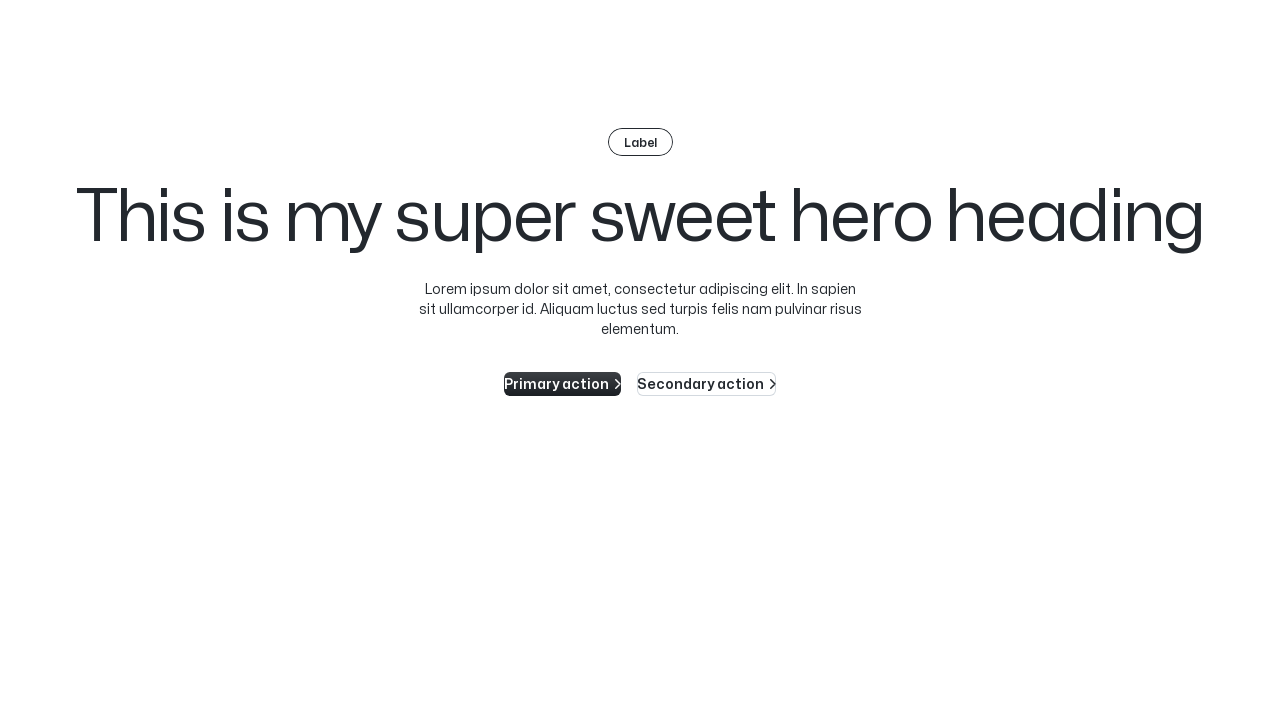 Label
This is my super sweet hero heading
Lorem ipsum dolor sit amet, consectetur adipiscing elit. In sapien
sit ullamcorper id. Aliquam luctus sed turpis felis nam pulvinar risus
elementum.
Primary action
Secondary action